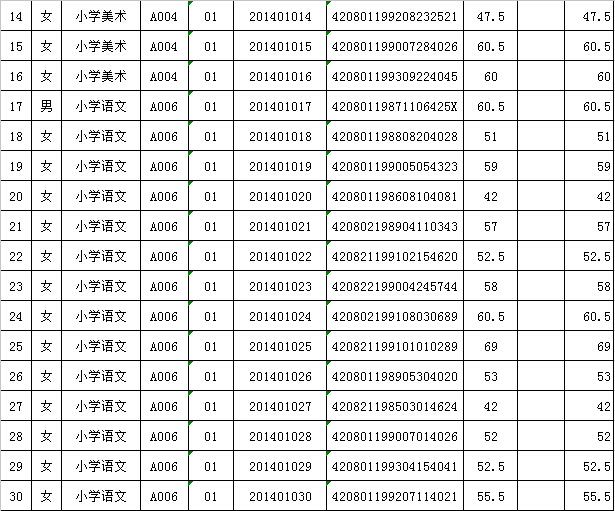 14 女 小学美术 A004 01 201401014 420801199208232521 47.5 47.5
15 女 小学美术 A004 01 201401015 420801199007284026 60.5 60.5
16 女 小学美术 A004 01 201401016 420801199309224045 60 60
17 男 小学语文 A006 01 201401017 42080119871106425X 60.5 60.5
18 女 小学语文 A006 01 201401018 420801198808204028 51 51
19 女 小学语文 A006 01 201401019 420801199005054323 59 59
20 女 小学语文 A006 01 201401020 420801198608104081 42 42
21 女 小学语文 A006 01 201401021 420802198904110343 57 57
22 女 小学语文 A006 01 201401022 420821199102154620 52.5 52.5
23 女 小学语文 A006 01 201401023 420822199004245744 58 58
24 女 小学语文 A006 01 201401024 420802199108030689 60.5 60.5
25 女 小学语文 A006 01 201401025 420821199101010289 69 69
26 女 小学语文 A006 01 201401026 420801198905304020 53 53
27 女 小学语文 A006 01 201401027 420821198503014624 42 42
28 女 小学语文 A006 01 201401028 420801199007014026 52 52
29 女 小学语文 A006 01 201401029 420801199304154041 52.5 52.5
30 女 小学语文 A006 01 201401030 420801199207114021 55.5 55.5